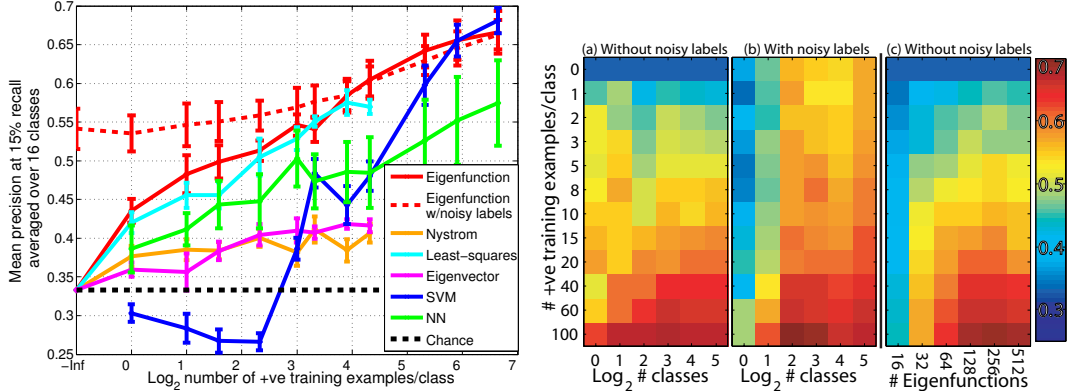 0.7
0.65
0.6
0.55
0.5
0.45
0.4
0.35
0.3
0.25
Mean precision at 15% recall
averaged over 16 classes
−Inf 0 1 2 3 4 5 6 7
Log2 number of +ve training examples/class
Eigenfunction
Eigenfunction
w/noisy labels
Nystrom
Least−squares
Eigenvector
SVM
NN
Chance
(a) Without noisy labels
(b) With noisy labels
(c) Without noisy labels
# +ve training examples/class
0
1
2
3
5
8
10
15
20
40
60
100
0 1 2 3 4 5
Log2 # classes
0 1 2 3 4 5
Log2 # classes
16 32 64 128 256 512
# Eigenfunctions
0.7
0.6
0.5
0.4
0.3